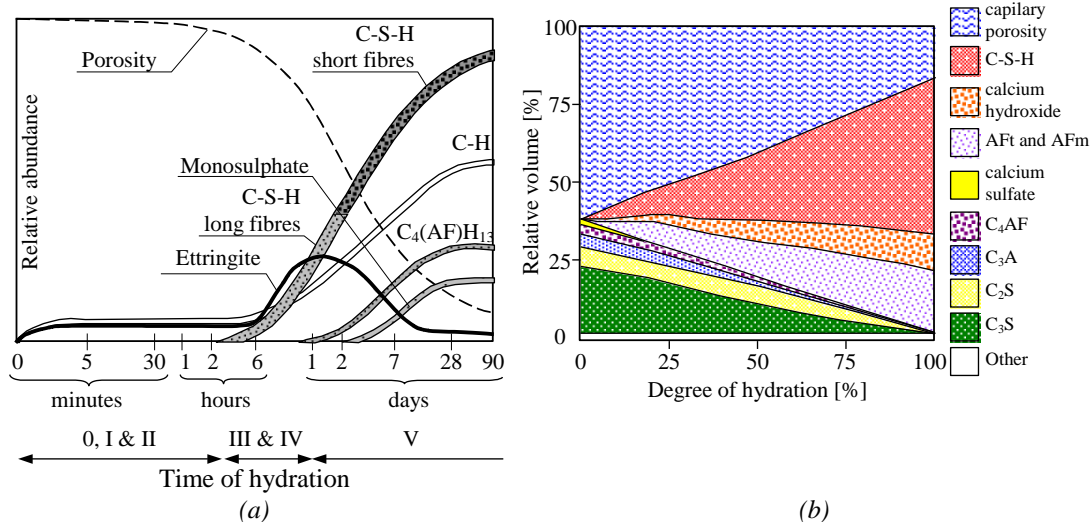 Relative abundance
Porosity
C-S-H
short fibres
C-H
Monosulphate
C-S-H
long fibres
C₄(AF)H₁₃
Ettringite
0 5 30 1 2 6 1 2 7 28 90
minutes hours days
0, I & II III & IV V
Time of hydration
(a)
Relative volume [%]
100
75
50
25
0
0 25 50 75 100
Degree of hydration [%]
capilary
porosity
C-S-H
calcium
hydroxide
AFt and AFm
calcium
sulfate
C₄AF
C₃A
C₂S
C₃S
Other
(b)